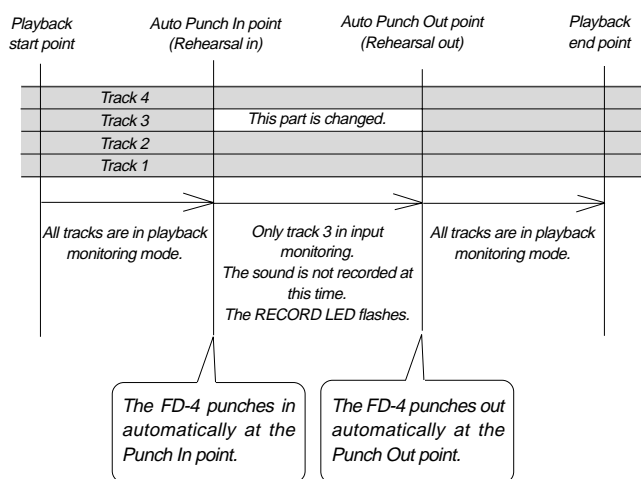 Playback
start point
Auto Punch In point
(Rehearsal in)
Auto Punch Out point
(Rehearsal out)
Playback
end point
Track 4
Track 3
This part is changed.
Track 2
Track 1
All tracks are in playback
monitoring mode.
Only track 3 in input
monitoring.
The sound is not recorded at
this time.
The RECORD LED flashes.
All tracks are in playback
monitoring mode.
The FD-4 punches in
automatically at the
Punch In point.
The FD-4 punches out
automatically at the
Punch Out point.